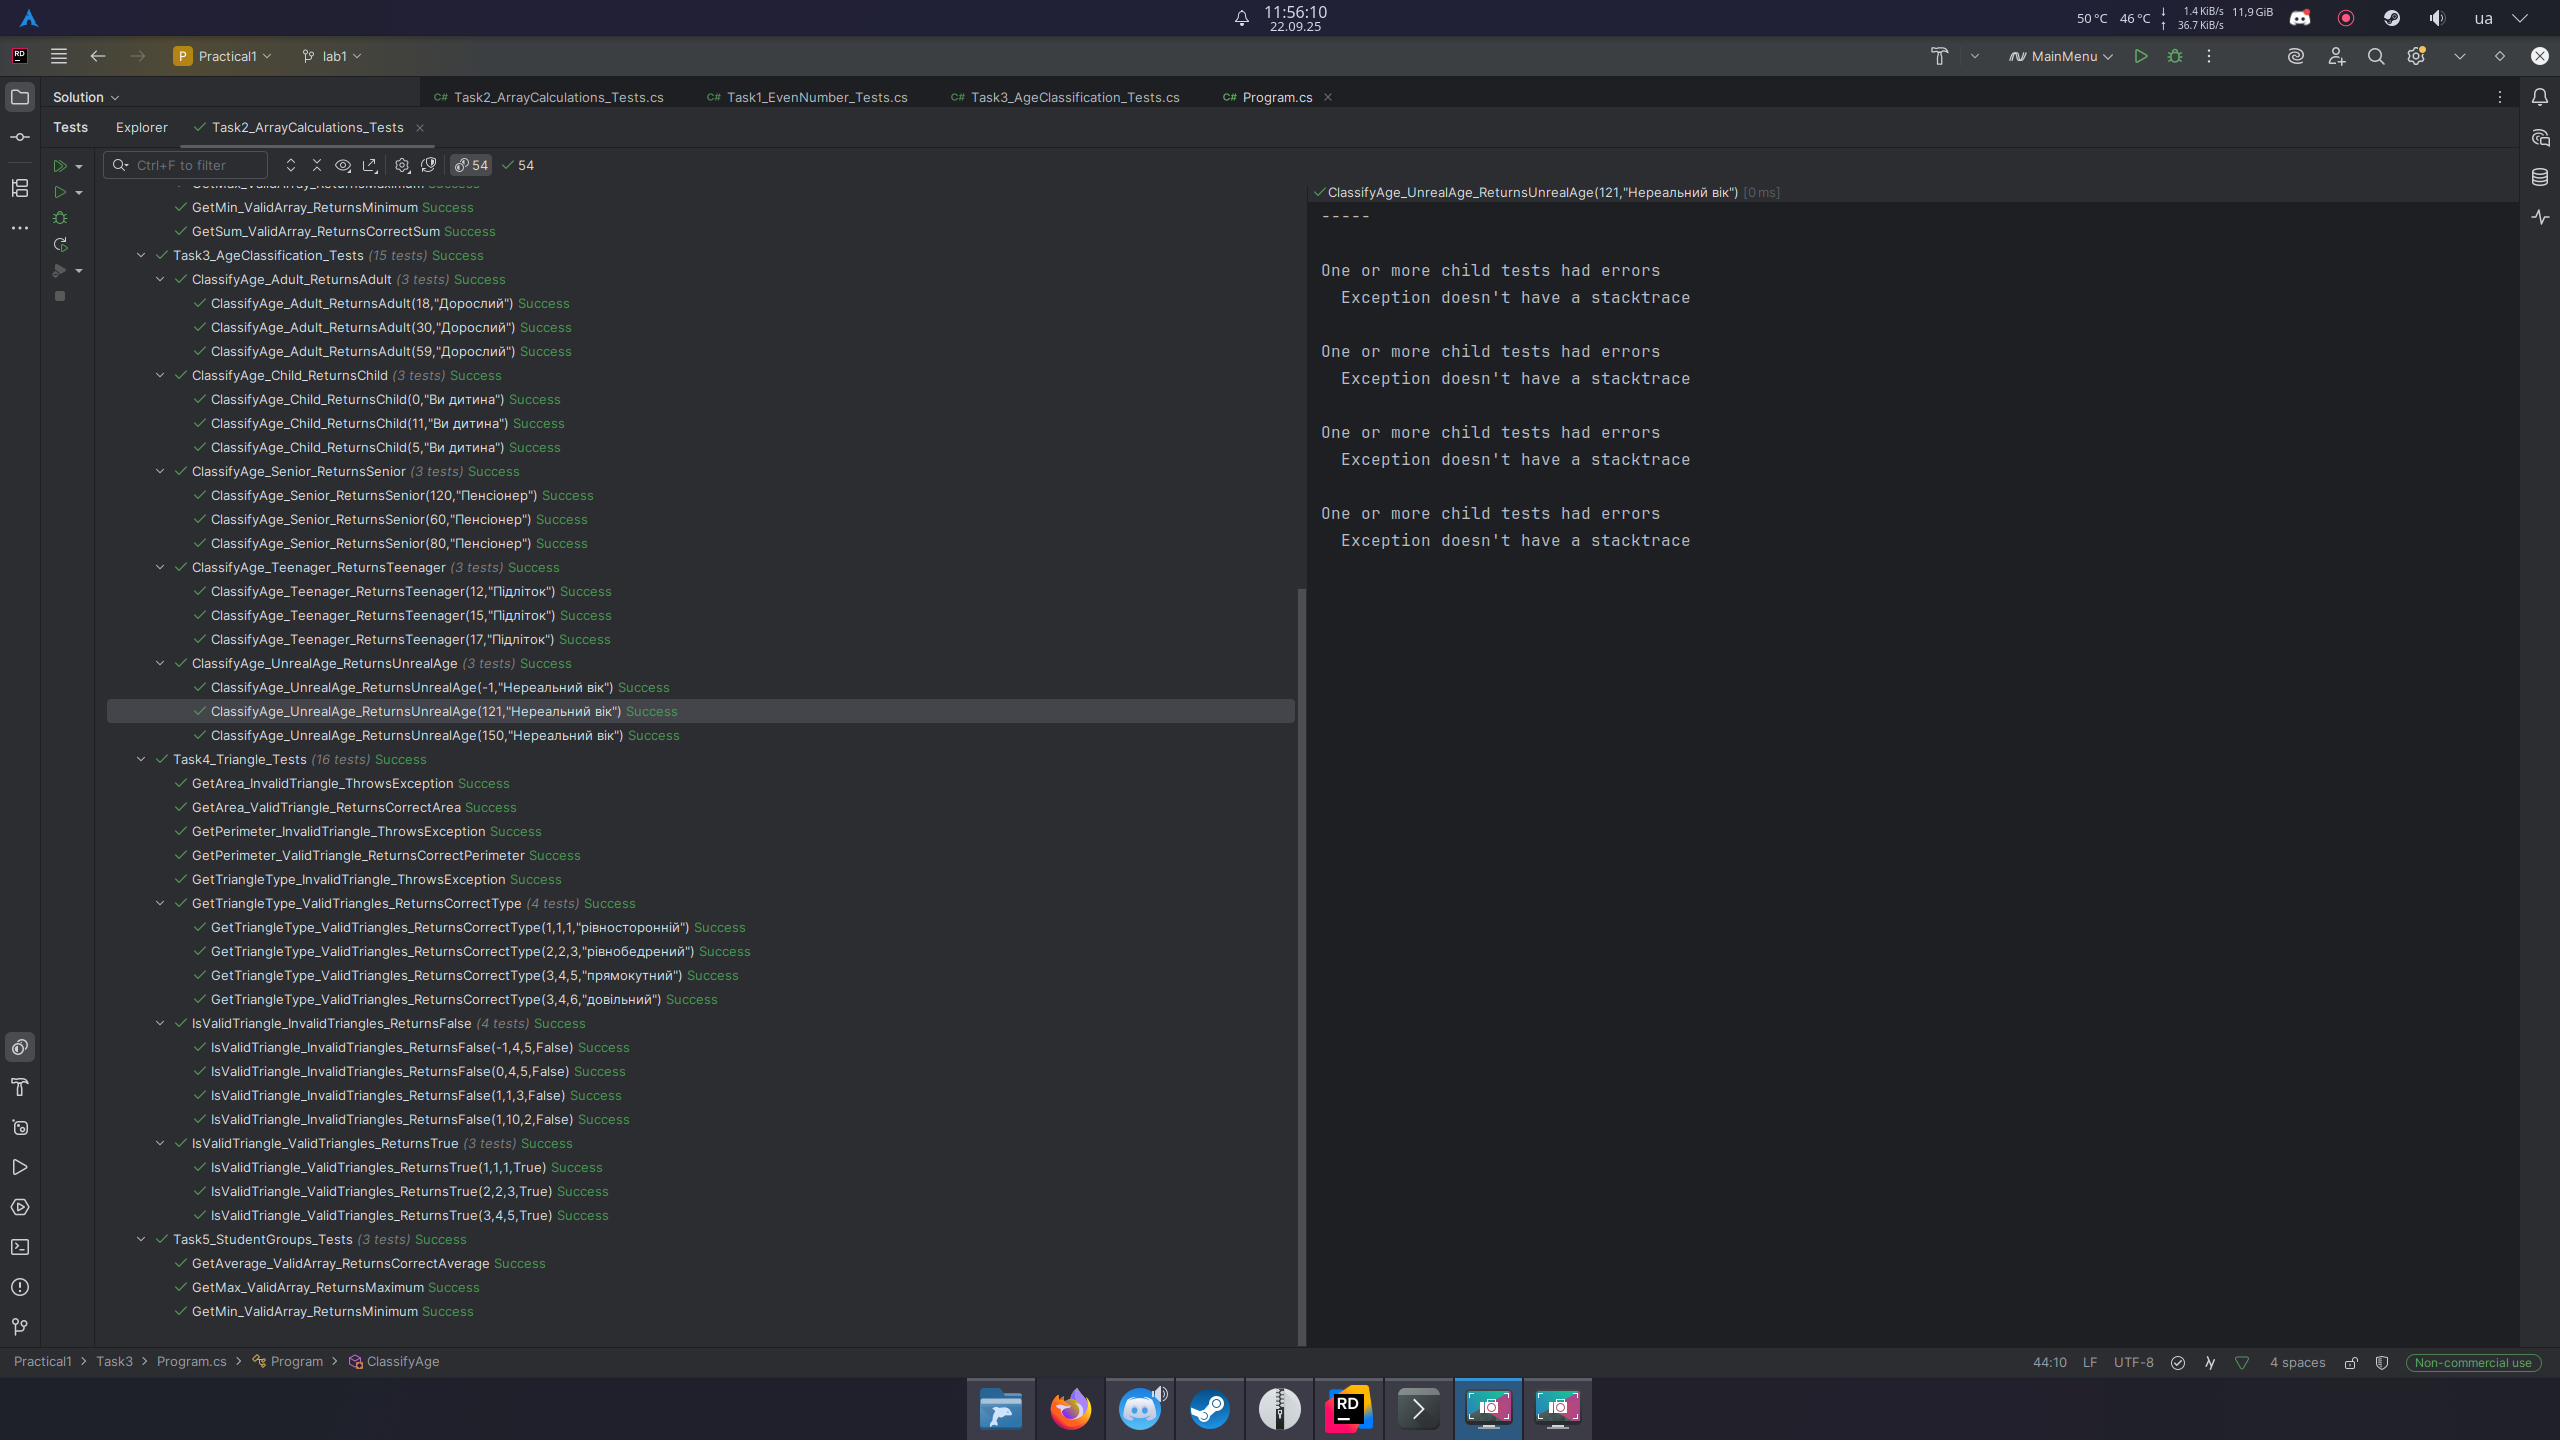 11:56:10
22.09.25
50 °C 46 °C ↓ 1.4 KiB/s 11,9 GiB
↑ 36.7 KiB/s
ua
RD P Practical1 lab1 MainMenu
Solution
C# Task2_ArrayCalculations_Tests.cs C# Task1_EvenNumber_Tests.cs C# Task3_AgeClassification_Tests.cs C# Program.cs
Tests Explorer Task2_ArrayCalculations_Tests
Ctrl+F to filter 54 54
GetMax_ValidArray_ReturnsMaximum Success
GetMin_ValidArray_ReturnsMinimum Success
GetSum_ValidArray_ReturnsCorrectSum Success
Task3_AgeClassification_Tests (15 tests) Success
ClassifyAge_Adult_ReturnsAdult (3 tests) Success
ClassifyAge_Adult_ReturnsAdult(18,"Дорослий") Success
ClassifyAge_Adult_ReturnsAdult(30,"Дорослий") Success
ClassifyAge_Adult_ReturnsAdult(59,"Дорослий") Success
ClassifyAge_Child_ReturnsChild (3 tests) Success
ClassifyAge_Child_ReturnsChild(0,"Ви дитина") Success
ClassifyAge_Child_ReturnsChild(11,"Ви дитина") Success
ClassifyAge_Child_ReturnsChild(5,"Ви дитина") Success
ClassifyAge_Senior_ReturnsSenior (3 tests) Success
ClassifyAge_Senior_ReturnsSenior(120,"Пенсіонер") Success
ClassifyAge_Senior_ReturnsSenior(60,"Пенсіонер") Success
ClassifyAge_Senior_ReturnsSenior(80,"Пенсіонер") Success
ClassifyAge_Teenager_ReturnsTeenager (3 tests) Success
ClassifyAge_Teenager_ReturnsTeenager(12,"Підліток") Success
ClassifyAge_Teenager_ReturnsTeenager(15,"Підліток") Success
ClassifyAge_Teenager_ReturnsTeenager(17,"Підліток") Success
ClassifyAge_UnrealAge_ReturnsUnrealAge (3 tests) Success
ClassifyAge_UnrealAge_ReturnsUnrealAge(-1,"Нереальний вік") Success
ClassifyAge_UnrealAge_ReturnsUnrealAge(121,"Нереальний вік") Success
ClassifyAge_UnrealAge_ReturnsUnrealAge(150,"Нереальний вік") Success
Task4_Triangle_Tests (16 tests) Success
GetArea_InvalidTriangle_ThrowsException Success
GetArea_ValidTriangle_ReturnsCorrectArea Success
GetPerimeter_InvalidTriangle_ThrowsException Success
GetPerimeter_ValidTriangle_ReturnsCorrectPerimeter Success
GetTriangleType_InvalidTriangle_ThrowsException Success
GetTriangleType_ValidTriangles_ReturnsCorrectType (4 tests) Success
GetTriangleType_ValidTriangles_ReturnsCorrectType(1,1,1,"рівносторонній") Success
GetTriangleType_ValidTriangles_ReturnsCorrectType(2,2,3,"рівнобедрений") Success
GetTriangleType_ValidTriangles_ReturnsCorrectType(3,4,5,"прямокутний") Success
GetTriangleType_ValidTriangles_ReturnsCorrectType(3,4,6,"довільний") Success
IsValidTriangle_InvalidTriangles_ReturnsFalse (4 tests) Success
IsValidTriangle_InvalidTriangles_ReturnsFalse(-1,4,5,False) Success
IsValidTriangle_InvalidTriangles_ReturnsFalse(0,4,5,False) Success
IsValidTriangle_InvalidTriangles_ReturnsFalse(1,1,3,False) Success
IsValidTriangle_InvalidTriangles_ReturnsFalse(1,10,2,False) Success
IsValidTriangle_ValidTriangles_ReturnsTrue (3 tests) Success
IsValidTriangle_ValidTriangles_ReturnsTrue(1,1,1,True) Success
IsValidTriangle_ValidTriangles_ReturnsTrue(2,2,3,True) Success
IsValidTriangle_ValidTriangles_ReturnsTrue(3,4,5,True) Success
Task5_StudentGroups_Tests (3 tests) Success
GetAverage_ValidArray_ReturnsCorrectAverage Success
GetMax_ValidArray_ReturnsMaximum Success
GetMin_ValidArray_ReturnsMinimum Success
ClassifyAge_UnrealAge_ReturnsUnrealAge(121,"Нереальний вік") [0 ms]
-----
One or more child tests had errors
Exception doesn't have a stacktrace
One or more child tests had errors
Exception doesn't have a stacktrace
One or more child tests had errors
Exception doesn't have a stacktrace
One or more child tests had errors
Exception doesn't have a stacktrace
Practical1 > Task3 > Program.cs > Program > ClassifyAge
44:10 LF UTF-8 4 spaces Non-commercial use
RD